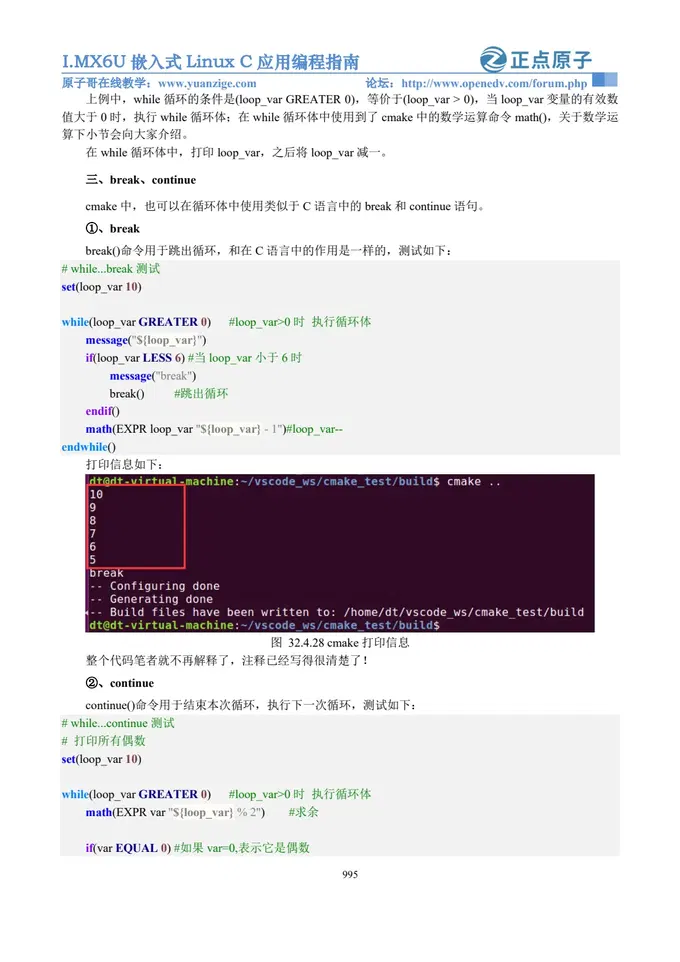 I.MX6U 嵌入式 Linux C 应用编程指南
正点原子
原子哥在线教学：www.yuanzige.com 论坛：http://www.openedv.com/forum.php
上例中，while 循环的条件是(loop_var GREATER 0)，等价于(loop_var > 0)，当 loop_var 变量的有效数
值大于 0 时，执行 while 循环体；在 while 循环体中使用到了 cmake 中的数学运算命令 math()，关于数学运
算下小节会向大家介绍。
在 while 循环体中，打印 loop_var，之后将 loop_var 减一。
三、break、continue
cmake 中，也可以在循环体中使用类似于 C 语言中的 break 和 continue 语句。
①、break
break()命令用于跳出循环，和在 C 语言中的作用是一样的，测试如下：
# while...break 测试
set(loop_var 10)
while(loop_var GREATER 0) #loop_var>0 时 执行循环体
message("${loop_var}")
if(loop_var LESS 6) #当 loop_var 小于 6 时
message("break")
break() #跳出循环
endif()
math(EXPR loop_var "${loop_var} - 1")#loop_var--
endwhile()
打印信息如下：
dt@dt-virtual-machine:~/vscode_ws/cmake_test/build$ cmake ..
10
9
8
7
6
5
break
-- Configuring done
-- Generating done
-- Build files have been written to: /home/dt/vscode_ws/cmake_test/build
dt@dt-virtual-machine:~/vscode_ws/cmake_test/build$
图 32.4.28 cmake 打印信息
整个代码笔者就不再解释了，注释已经写得很清楚了！
②、continue
continue()命令用于结束本次循环，执行下一次循环，测试如下：
# while...continue 测试
# 打印所有偶数
set(loop_var 10)
while(loop_var GREATER 0) #loop_var>0 时 执行循环体
math(EXPR var "${loop_var} % 2") #求余
if(var EQUAL 0) #如果 var=0,表示它是偶数
995